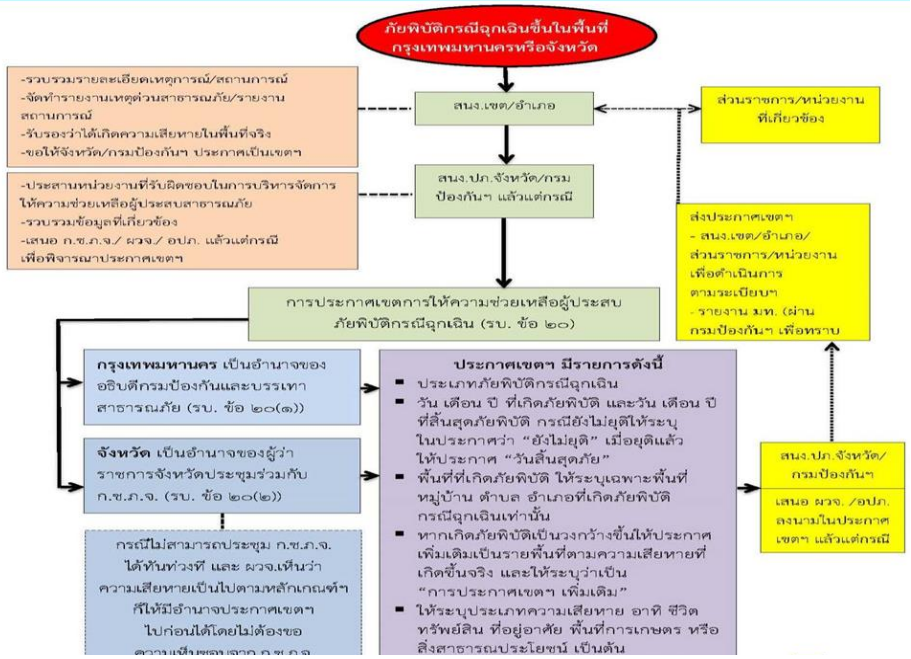 ภัยพิบัติกรณีฉุกเฉินขึ้นในพื้นที่
กรุงเทพมหานครหรือจังหวัด
-รวบรวมรายละเอียดเหตุการณ์/สถานการณ์
-จัดทำรายงานเหตุด่วนสาธารณภัย/รายงาน
สถานการณ์
-รับรองว่าได้เกิดความเสียหายในพื้นที่จริง
-ขอให้จังหวัด/กรมป้องกันฯ ประกาศเป็นเขตฯ
สนง.เขต/อำเภอ
ส่วนราชการ/หน่วยงาน
ที่เกี่ยวข้อง
-ประสานหน่วยงานที่รับผิดชอบในการบริหารจัดการ
ให้ความช่วยเหลือผู้ประสบสาธารณภัย
-รวบรวมข้อมูลที่เกี่ยวข้อง
-เสนอ ก.ช.ภ.จ./ ผวจ./ อปภ. แล้วแต่กรณี
เพื่อพิจารณาประกาศเขตฯ
สนง.ปภ.จังหวัด/กรม
ป้องกันฯ แล้วแต่กรณี
ส่งประกาศเขตฯ
- สนง.เขต/อำเภอ/
ส่วนราชการ/หน่วยงาน
เพื่อดำเนินการ
ตามระเบียบฯ
- รายงาน มท. (ผ่าน
กรมป้องกันฯ เพื่อทราบ
การประกาศเขตการให้ความช่วยเหลือผู้ประสบ
ภัยพิบัติกรณีฉุกเฉิน (รบ. ข้อ ๒๐)
กรุงเทพมหานคร เป็นอำนาจของ
อธิบดีกรมป้องกันและบรรเทา
สาธารณภัย (รบ. ข้อ ๒๐(๑))
จังหวัด เป็นอำนาจของผู้ว่า
ราชการจังหวัดประชุมร่วมกับ
ก.ช.ภ.จ. (รบ. ข้อ ๒๐(๒))
กรณีไม่สามารถประชุม ก.ช.ภ.จ.
ได้ทันท่วงที และ ผวจ.เห็นว่า
ความเสียหายเป็นไปตามหลักเกณฑ์ฯ
ก็ให้มีอำนาจประกาศเขตฯ
ไปก่อนได้โดยไม่ต้องขอ
ความเห็นชอบจาก ก.ช.ภ.จ.
ประกาศเขตฯ มีรายการดังนี้
▪ ประเภทภัยพิบัติกรณีฉุกเฉิน
▪ วัน เดือน ปี ที่เกิดภัยพิบัติ และวัน เดือน ปี
ที่สิ้นสุดภัยพิบัติ กรณียังไม่ยุติให้ระบุ
ในประกาศว่า “ยังไม่ยุติ” เมื่อยุติแล้ว
ให้ประกาศ “วันสิ้นสุดภัย”
▪ พื้นที่ที่เกิดภัยพิบัติ ให้ระบุเฉพาะพื้นที่
หมู่บ้าน ตำบล อำเภอที่เกิดภัยพิบัติ
กรณีฉุกเฉินเท่านั้น
▪ หากเกิดภัยพิบัติเป็นวงกว้างขึ้นให้ประกาศ
เพิ่มเติมเป็นรายพื้นที่ตามความเสียหายที่
เกิดขึ้นจริง และให้ระบุว่าเป็น
“การประกาศเขตฯ เพิ่มเติม”
▪ ให้ระบุประเภทความเสียหาย อาทิ ชีวิต
ทรัพย์สิน ที่อยู่อาศัย พื้นที่การเกษตร หรือ
สิ่งสาธารณประโยชน์ เป็นต้น
สนง.ปภ.จังหวัด/
กรมป้องกันฯ
เสนอ ผวจ. /อปภ.
ลงนามในประกาศ
เขตฯ แล้วแต่กรณี